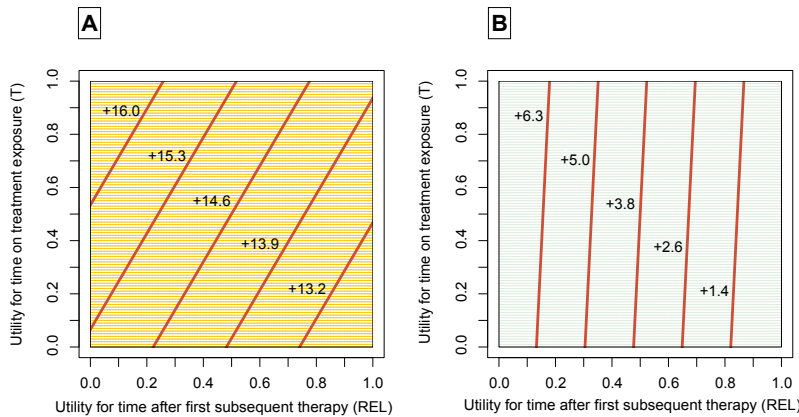 A
B
Utility for time on treatment exposure (T)
1.0
0.8
0.6
0.4
0.2
0.0
+16.0
+15.3
+14.6
+13.9
+13.2
0.0 0.2 0.4 0.6 0.8 1.0
Utility for time after first subsequent therapy (REL)
Utility for time on treatment exposure (T)
1.0
0.8
0.6
0.4
0.2
0.0
+6.3
+5.0
+3.8
+2.6
+1.4
0.0 0.2 0.4 0.6 0.8 1.0
Utility for time after first subsequent therapy (REL)